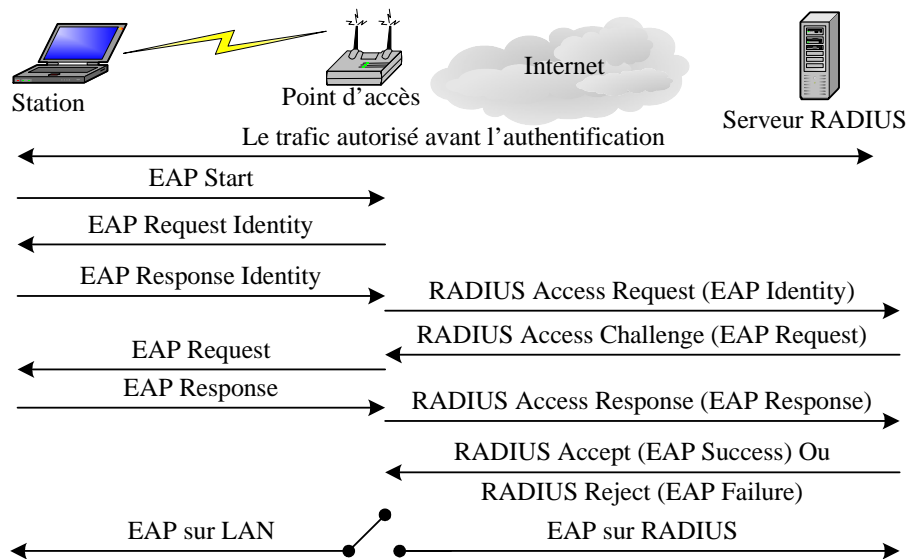 Internet
Station
Point d'accès
Serveur RADIUS
Le trafic autorisé avant l'authentification
EAP Start
EAP Request Identity
EAP Response Identity
RADIUS Access Request (EAP Identity)
RADIUS Access Challenge (EAP Request)
EAP Request
EAP Response
RADIUS Access Response (EAP Response)
RADIUS Accept (EAP Success) Ou
RADIUS Reject (EAP Failure)
EAP sur LAN
EAP sur RADIUS